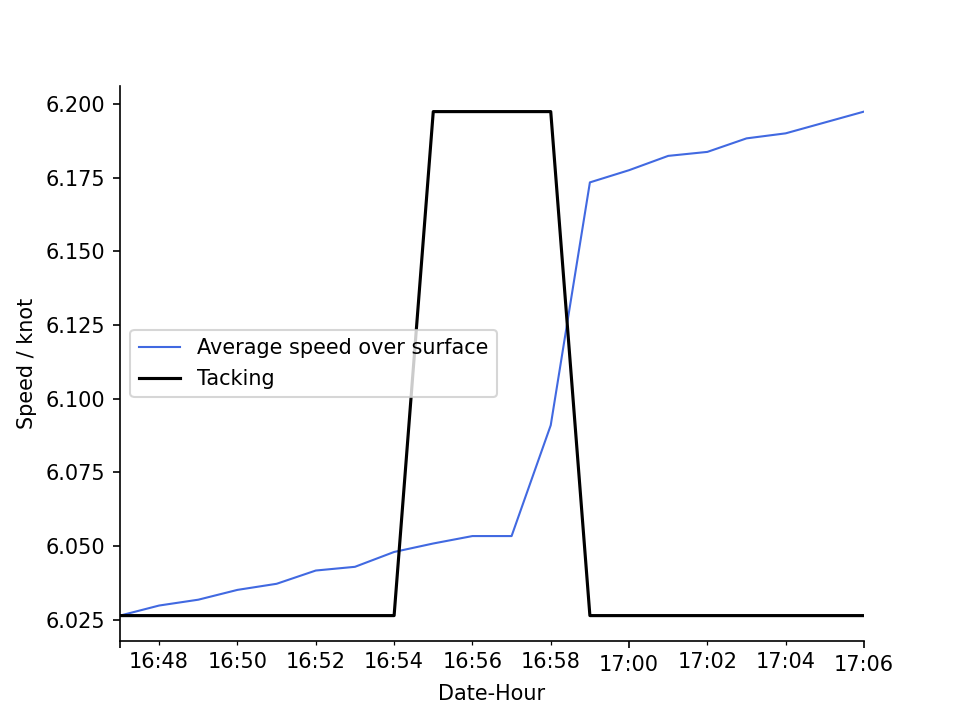 6.200
6.175
6.150
6.125
6.100
6.075
6.050
6.025
Speed / knot
Average speed over surface
Tacking
16:48 16:50 16:52 16:54 16:56 16:58 17:00 17:02 17:04 17:06
Date-Hour